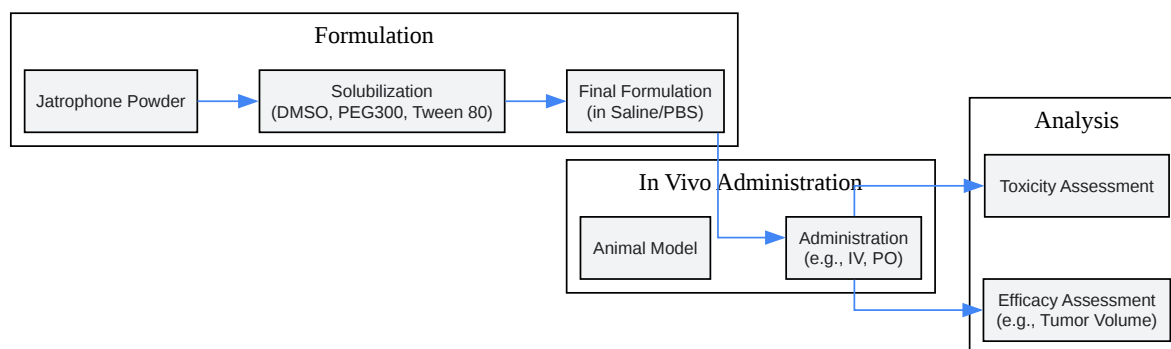 Formulation
Jatrophone Powder
Solubilization
(DMSO, PEG300, Tween 80)
Final Formulation
(in Saline/PBS)
In Vivo Administration
Animal Model
Administration
(e.g., IV, PO)
Analysis
Toxicity Assessment
Efficacy Assessment
(e.g., Tumor Volume)